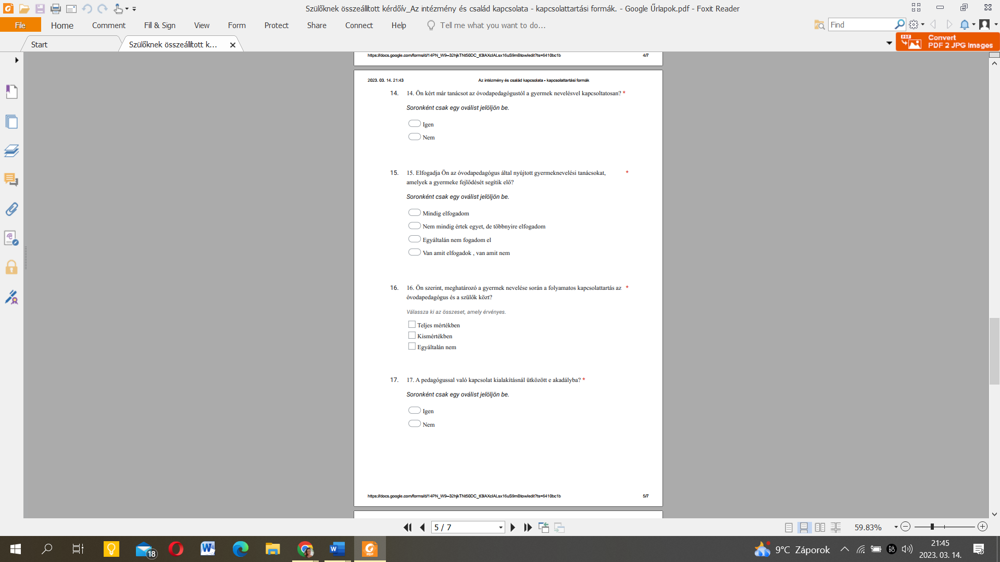 Szülőknek összeállított kérdőív_Az intézmény és család kapcsolata - kapcsolattartási formák. - Google Űrlapok.pdf - Foxit Reader
File Home Comment Fill & Sign View Form Protect Share Connect Help Tell me what you want to do... Find
Start Szülőknek összeállított k... Convert
PDF 2 JPG Images
https://docs.google.com/forms/d/14PN_W9--32hjkTNt50DC_tI3IAXcIALsx16uS9mBtow/edit?ts=6410bc1b 4/7
2023. 03. 14. 21:43 Az intézmény és család kapcsolata - kapcsolattartási formák
14. 14. Ön kért már tanácsot az óvodapedagógustól a gyermek nevelésvel kapcsoltatosan? *
Soronként csak egy oválist jelöljön be.
Igen
Nem
15. 15. Elfogadja Ön az óvodapedagógus által nyújtott gyermeknevelési tanácsokat, *
amelyek a gyermeke fejlődését segítik elő?
Soronként csak egy oválist jelöljön be.
Mindig elfogadom
Nem mindig értek egyet, de többnyire elfogadom
Egyáltalán nem fogadom el
Van amit elfogadok , van amit nem
16. 16. Ön szerint, meghatározó a gyermek nevelése során a folyamatos kapcsolattartás az *
óvodapedagógus és a szülők közt?
Válassza ki az összeset, amely érvényes.
Teljes mértékben
Kismértékben
Egyáltalán nem
17. 17. A pedagógussal való kapcsolat kialakításnál ütközött e akadályba? *
Soronként csak egy oválist jelöljön be.
Igen
Nem
https://docs.google.com/forms/d/14PN_W9--32hjkTNt50DC_tI3IAXcIALsx16uS9mBtow/edit?ts=6410bc1b 5/7
5 / 7 59.83%
18 9°C Záporok 21:45
2023. 03. 14.